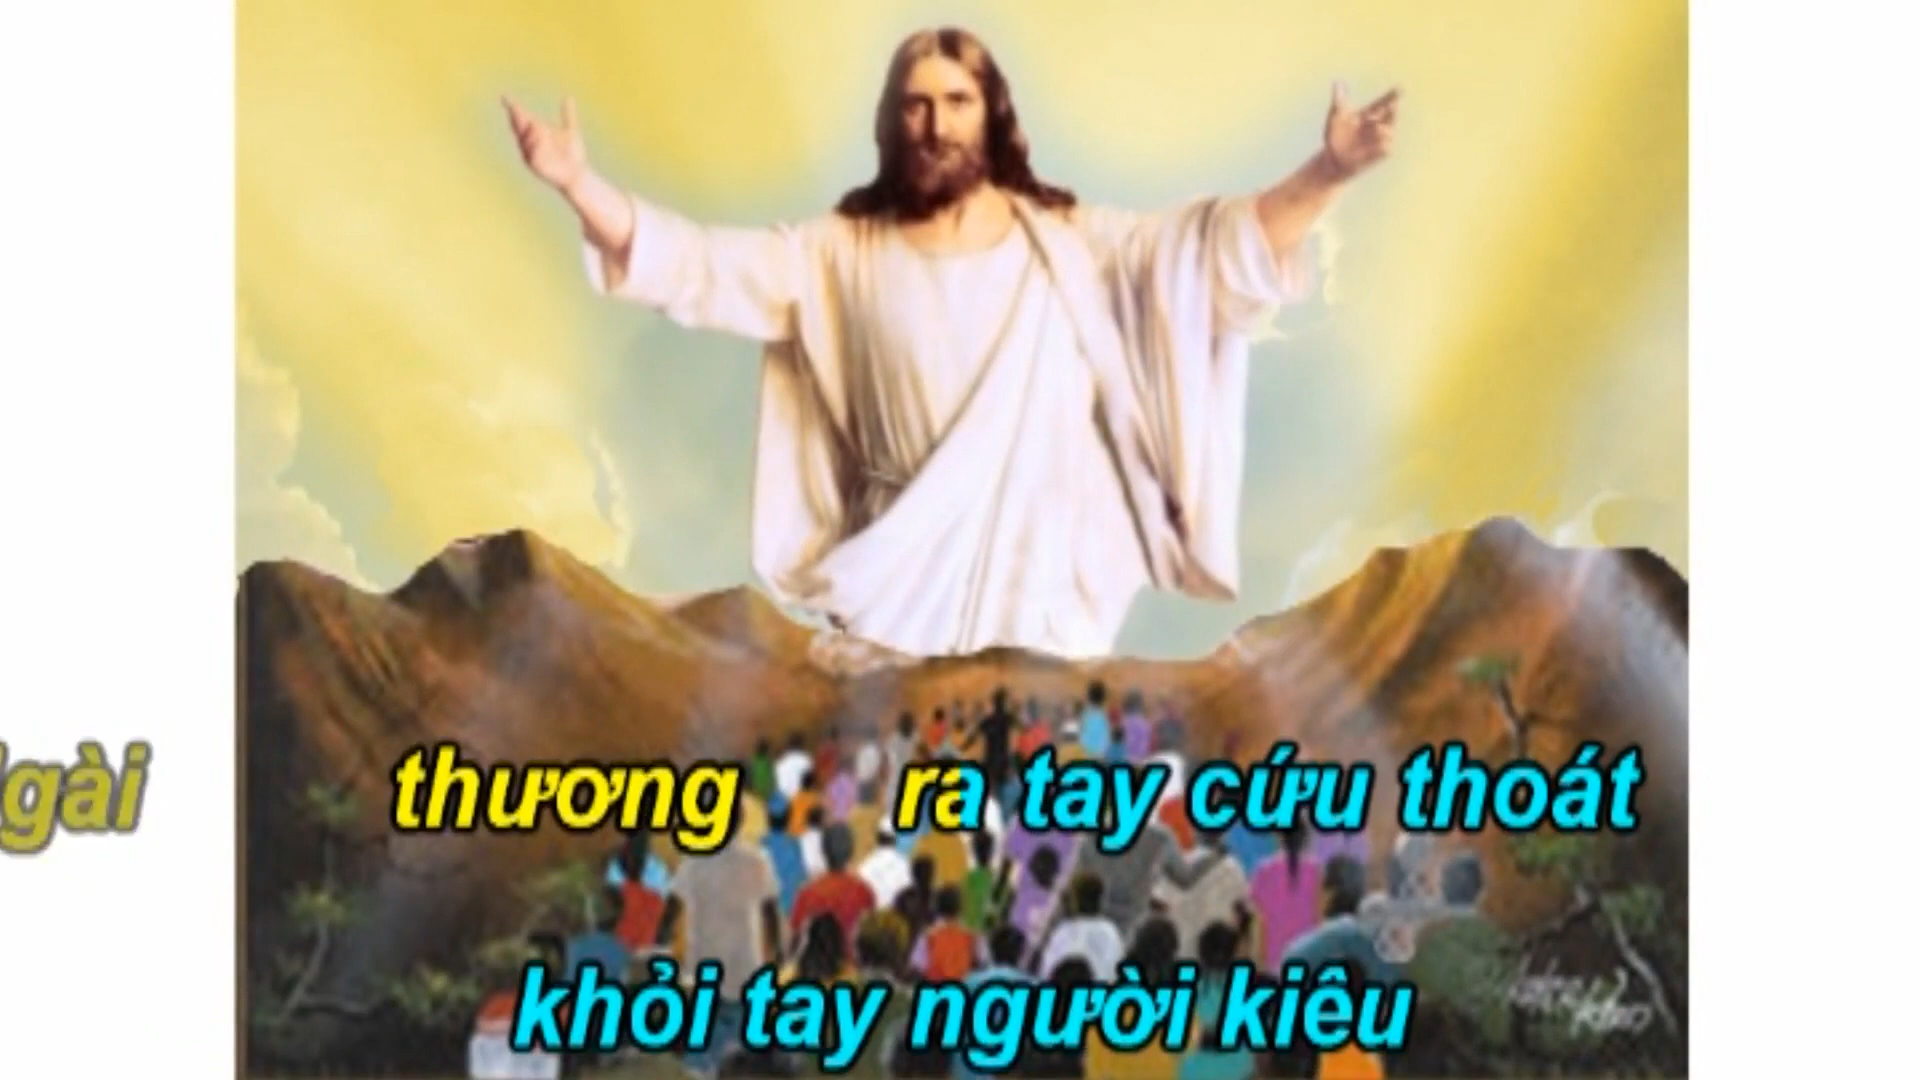 gài thương ra tay cứu thoát
khỏi tay người kiêu